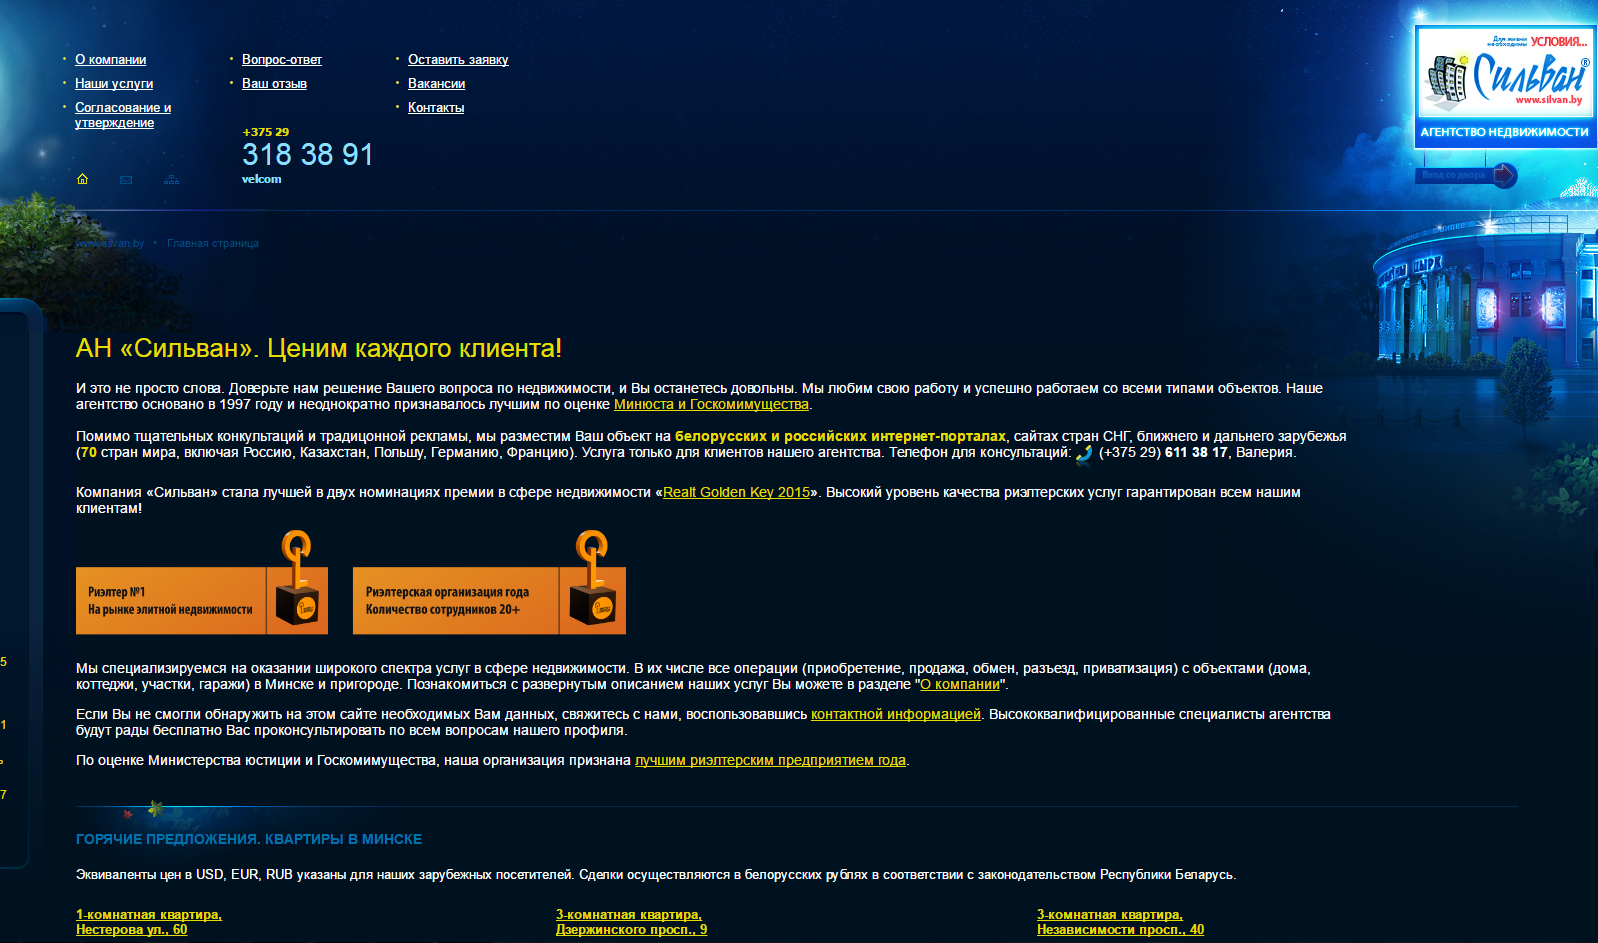 О компании
Наши услуги
Согласование и
утверждение
Вопрос-ответ
Ваш отзыв
Оставить заявку
Вакансии
Контакты
+375 29
318 38 91
velcom
Для жизни
необходимы УСЛОВИЯ...
Сильван®
www.silvan.by
АГЕНТСТВО НЕДВИЖИМОСТИ
Вход со двора
www.silvan.by • Главная страница
ЦИРК
АН «Сильван». Ценим каждого клиента!
И это не просто слова. Доверьте нам решение Вашего вопроса по недвижимости, и Вы останетесь довольны. Мы любим свою работу и успешно работаем со всеми типами объектов. Наше
агентство основано в 1997 году и неоднократно признавалось лучшим по оценке Минюста и Госкомимущества.
Помимо тщательных конкультаций и традицонной рекламы, мы разместим Ваш объект на белорусских и российских интернет-порталах, сайтах стран СНГ, ближнего и дальнего зарубежья
(70 стран мира, включая Россию, Казахстан, Польшу, Германию, Францию). Услуга только для клиентов нашего агентства. Телефон для консультаций: (+375 29) 611 38 17, Валерия.
Компания «Сильван» стала лучшей в двух номинациях премии в сфере недвижимости «Realt Golden Key 2015». Высокий уровень качества риэлтерских услуг гарантирован всем нашим
клиентам!
Риэлтер №1
На рынке элитной недвижимости
Риэлтерская организация года
Количество сотрудников 20+
5
1
7
Мы специализируемся на оказании широкого спектра услуг в сфере недвижимости. В их числе все операции (приобретение, продажа, обмен, разъезд, приватизация) с объектами (дома,
коттеджи, участки, гаражи) в Минске и пригороде. Познакомиться с развернутым описанием наших услуг Вы можете в разделе "О компании".
Если Вы не смогли обнаружить на этом сайте необходимых Вам данных, свяжитесь с нами, воспользовавшись контактной информацией. Высококвалифицированные специалисты агентства
будут рады бесплатно Вас проконсультировать по всем вопросам нашего профиля.
По оценке Министерства юстиции и Госкомимущества, наша организация признана лучшим риэлтерским предприятием года.
ГОРЯЧИЕ ПРЕДЛОЖЕНИЯ. КВАРТИРЫ В МИНСКЕ
Эквиваленты цен в USD, EUR, RUB указаны для наших зарубежных посетителей. Сделки осуществляются в белорусских рублях в соответствии с законодательством Республики Беларусь.
1-комнатная квартира,
Нестерова ул., 60
3-комнатная квартира,
Дзержинского просп., 9
3-комнатная квартира,
Независимости просп., 40